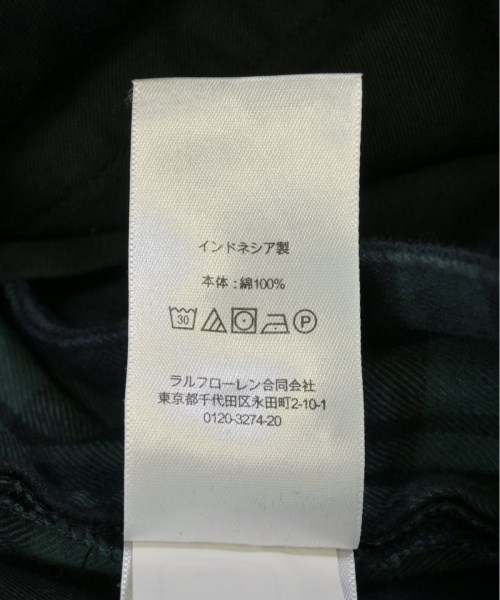 インドネシア製
本体 : 綿100%
30 P
ラルフローレン合同会社
東京都千代田区永田町2-10-1
0120-3274-20